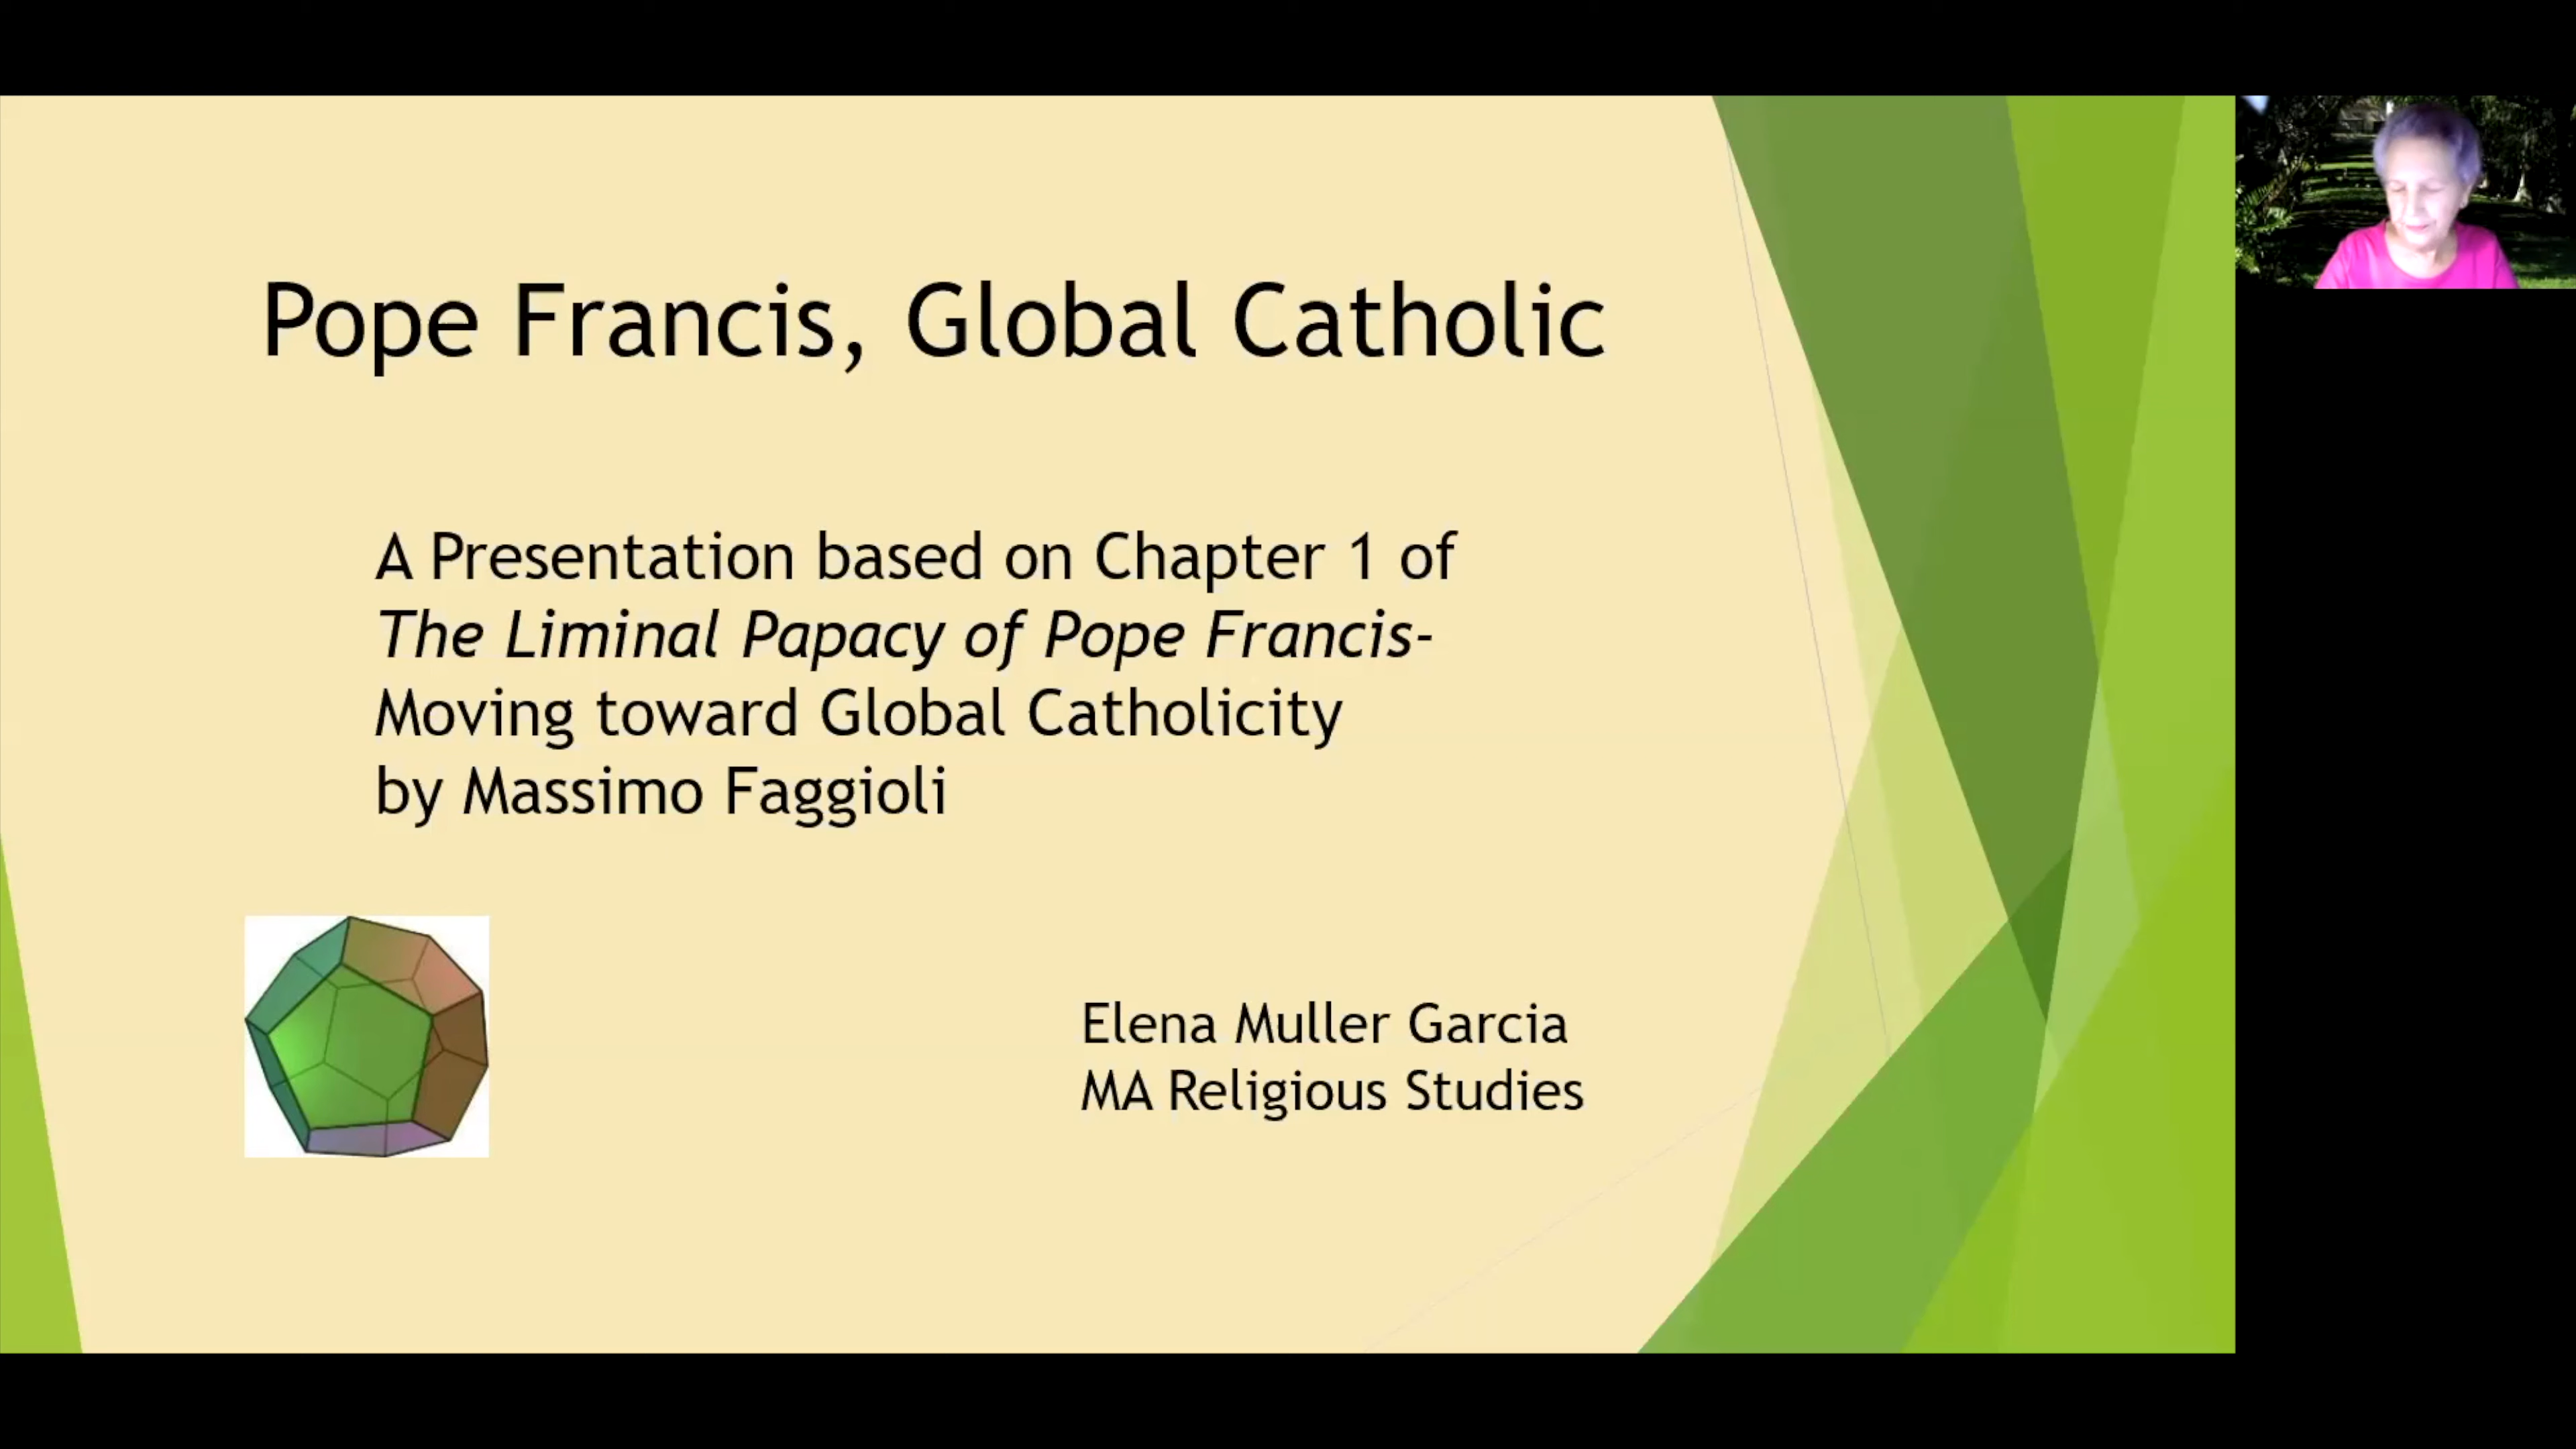 Pope Francis, Global Catholic
A Presentation based on Chapter 1 of
The Liminal Papacy of Pope Francis-
Moving toward Global Catholicity
by Massimo Faggioli
Elena Muller Garcia
MA Religious Studies